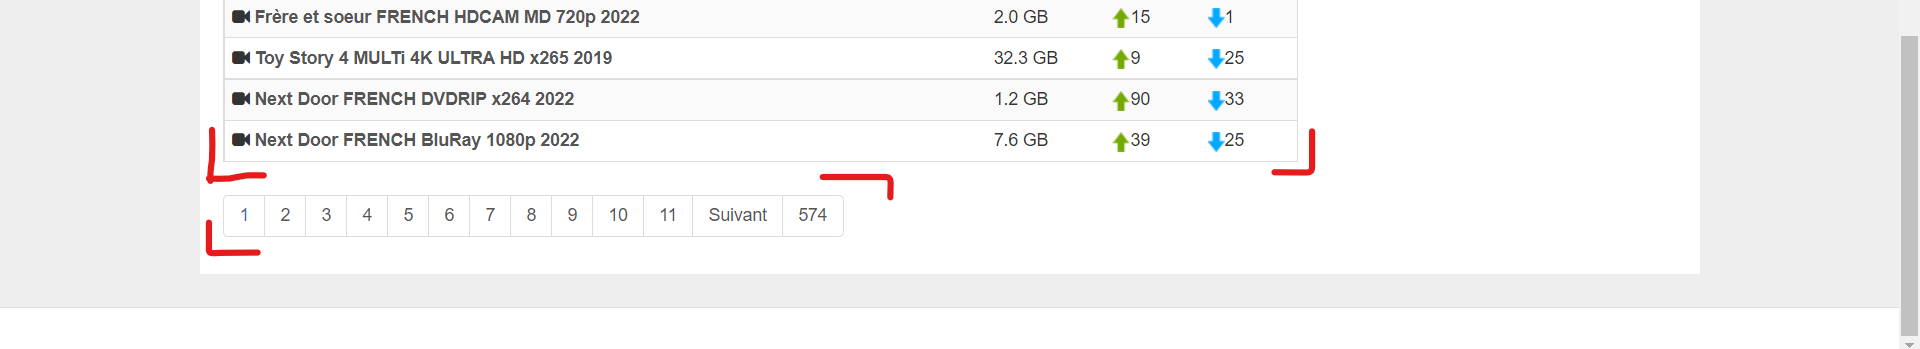 Frère et soeur FRENCH HDCAM MD 720p 2022 2.0 GB 15 1
Toy Story 4 MULTi 4K ULTRA HD x265 2019 32.3 GB 9 25
Next Door FRENCH DVDRIP x264 2022 1.2 GB 90 33
Next Door FRENCH BluRay 1080p 2022 7.6 GB 39 25
1 2 3 4 5 6 7 8 9 10 11 Suivant 574